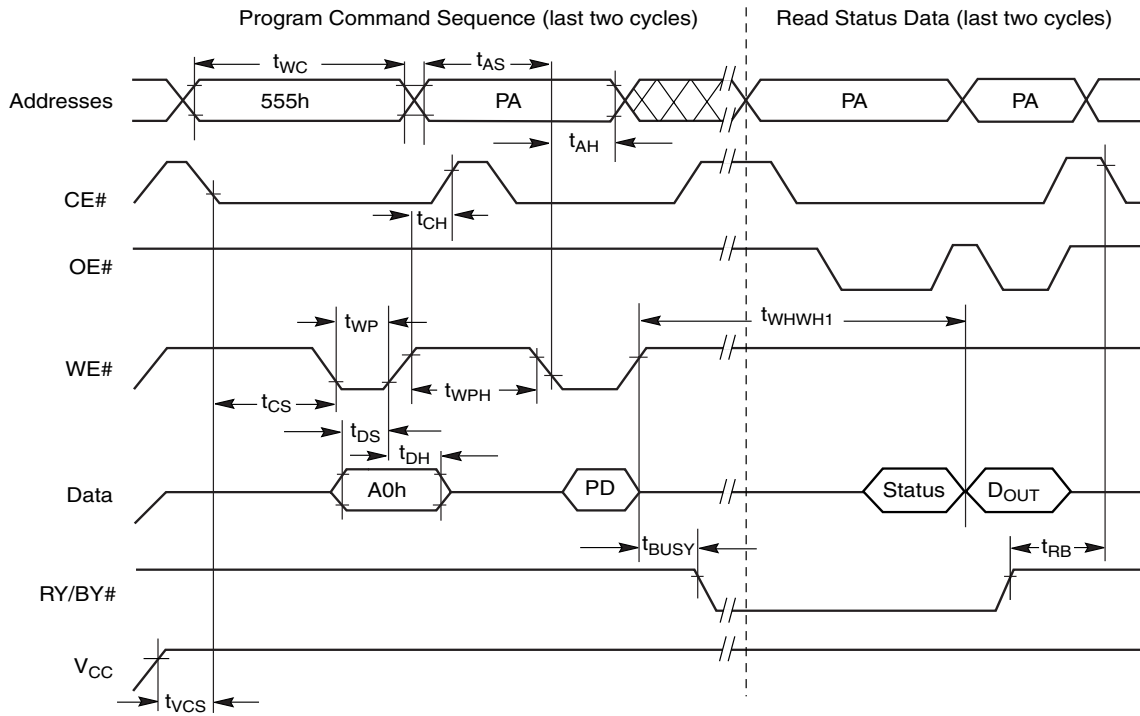 Program Command Sequence (last two cycles)
Read Status Data (last two cycles)
tWC
tAS
Addresses
555h
PA
PA
PA
tAH
CE#
tCH
OE#
tWHWH1
tWP
WE#
tWPH
tCS
tDS
tDH
Data
A0h
PD
Status
DOUT
tBUSY
tRB
RY/BY#
VCC
tVCS